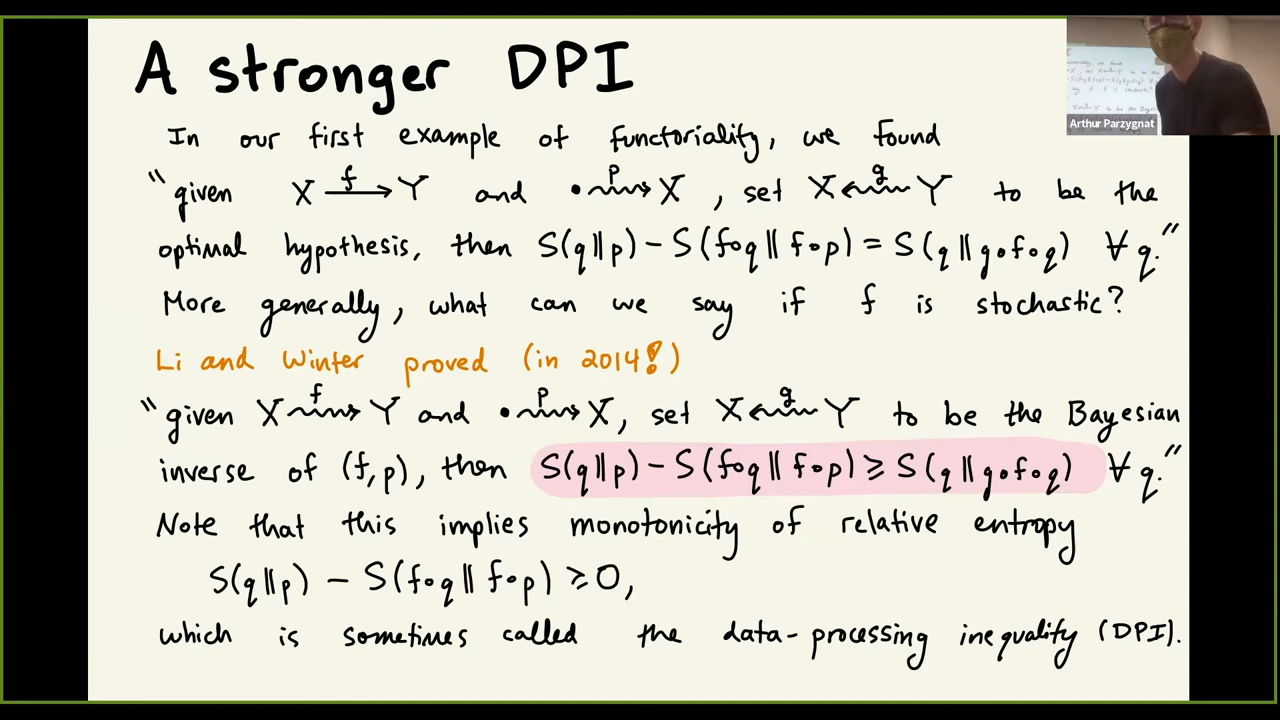 A stronger DPI
In our first example of functoriality, we found
"given X f→ Y and • p⇝ X, set X g⇜ Y to be the
optimal hypothesis, then S(q||p) - S(f∘q||f∘p) = S(q||g∘f∘q) ∀q."
More generally, what can we say if f is stochastic?
Li and Winter proved (in 2014!)
"given X f⇝ Y and • p⇝ X, set X g⇜ Y to be the Bayesian
inverse of (f,p), then S(q||p) - S(f∘q||f∘p) ≥ S(q||g∘f∘q) ∀q."
Note that this implies monotonicity of relative entropy
S(q||p) - S(f∘q||f∘p) ≥ 0,
which is sometimes called the data-processing inequality (DPI).
Arthur Parzygnat